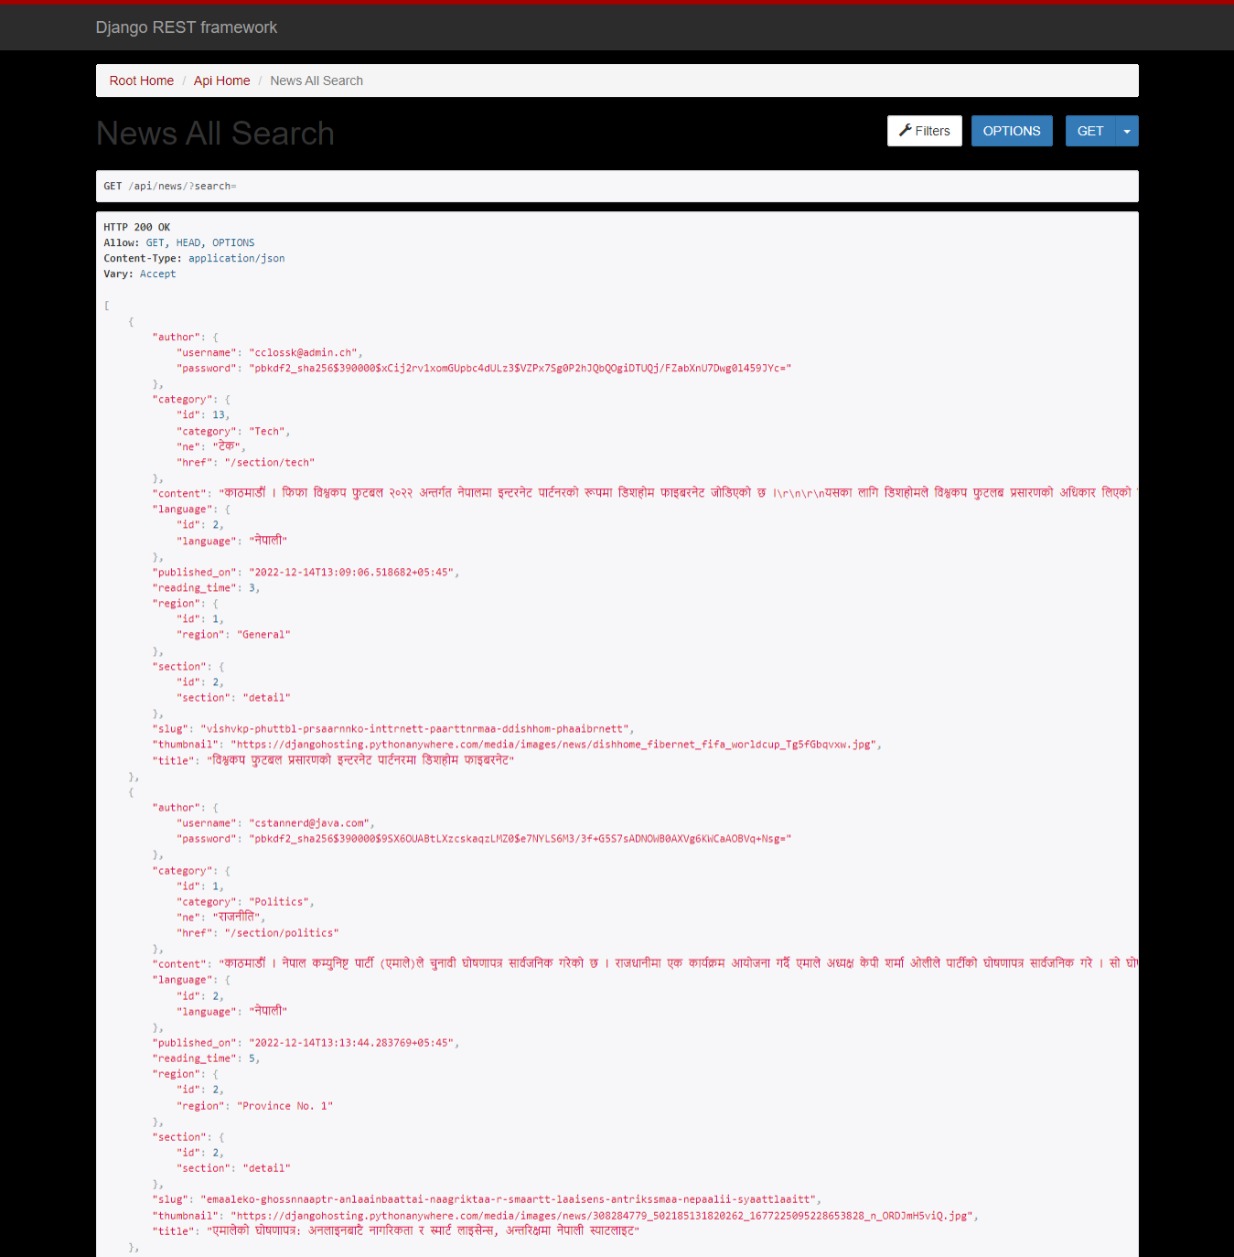 Django REST framework
Root Home / Api Home / News All Search
News All Search
Filters OPTIONS GET
GET /api/news/?search=
HTTP 200 OK
Allow: GET, HEAD, OPTIONS
Content-Type: application/json
Vary: Accept
[
{
"author": {
"username": "cclossk@admin.ch",
"password": "pbkdf2_sha256$390000$xCij2rv1xomGUpbc4dULz3$VZPx7Sg0P2hJQbQOgiDTUQj/FZabXnU7Dwg0l459JYc="
},
"category": {
"id": 13,
"category": "Tech",
"ne": "टेक",
"href": "/section/tech"
},
"content": "काठमाडौं । फिफा विश्वकप फुटबल २०२२ अन्तर्गत नेपालमा इन्टरनेट पार्टनरको रूपमा डिशहोम फाइबरनेट जोडिएको छ ।\r\n\r\nयसका लागि डिशहोमले विश्वकप फुटलब प्रसारणको अधिकार लिएको
"language": {
"id": 2,
"language": "नेपाली"
},
"published_on": "2022-12-14T13:09:06.518682+05:45",
"reading_time": 3,
"region": {
"id": 1,
"region": "General"
},
"section": {
"id": 2,
"section": "detail"
},
"slug": "vishvkp-phuttbl-prsaarnnko-inttrnett-paarttnrmaa-ddishhom-phaaibrnett",
"thumbnail": "https://djangohosting.pythonanywhere.com/media/images/news/dishhome_fibernet_fifa_worldcup_Tg5fGbqvxw.jpg",
"title": "विश्वकप फुटबल प्रसारणको इन्टरनेट पार्टनरमा डिशहोम फाइबरनेट"
},
{
"author": {
"username": "cstannerd@java.com",
"password": "pbkdf2_sha256$390000$9SX6OUABtLXzcskaqzLMZ0$e7NYLS6M3/3f+G5S7sADNOWB0AXVg6KWCaAOBVq+Nsg="
},
"category": {
"id": 1,
"category": "Politics",
"ne": "राजनीति",
"href": "/section/politics"
},
"content": "काठमाडौं । नेपाल कम्युनिष्ट पार्टी (एमाले)ले चुनावी घोषणापत्र सार्वजनिक गरेको छ । राजधानीमा एक कार्यक्रम आयोजना गर्दै एमाले अध्यक्ष केपी शर्मा ओलीले पार्टीको घोषणापत्र सार्वजनिक गरे । सो
"language": {
"id": 2,
"language": "नेपाली"
},
"published_on": "2022-12-14T13:13:44.283769+05:45",
"reading_time": 5,
"region": {
"id": 2,
"region": "Province No. 1"
},
"section": {
"id": 2,
"section": "detail"
},
"slug": "emaaleko-ghossnnaaptr-anlaainbaattai-naagriktaa-r-smaartt-laaisens-antrikssmaa-nepaalii-syaattlaaitt",
"thumbnail": "https://djangohosting.pythonanywhere.com/media/images/news/308284779_502185131820262_1677225095228653828_n_ORDJmH5viQ.jpg",
"title": "एमालेको घोषणापत्र: अनलाइनबाटै नागरिकता र स्मार्ट लाइसेन्स, अन्तरिक्षमा नेपाली स्याटलाइट"
},